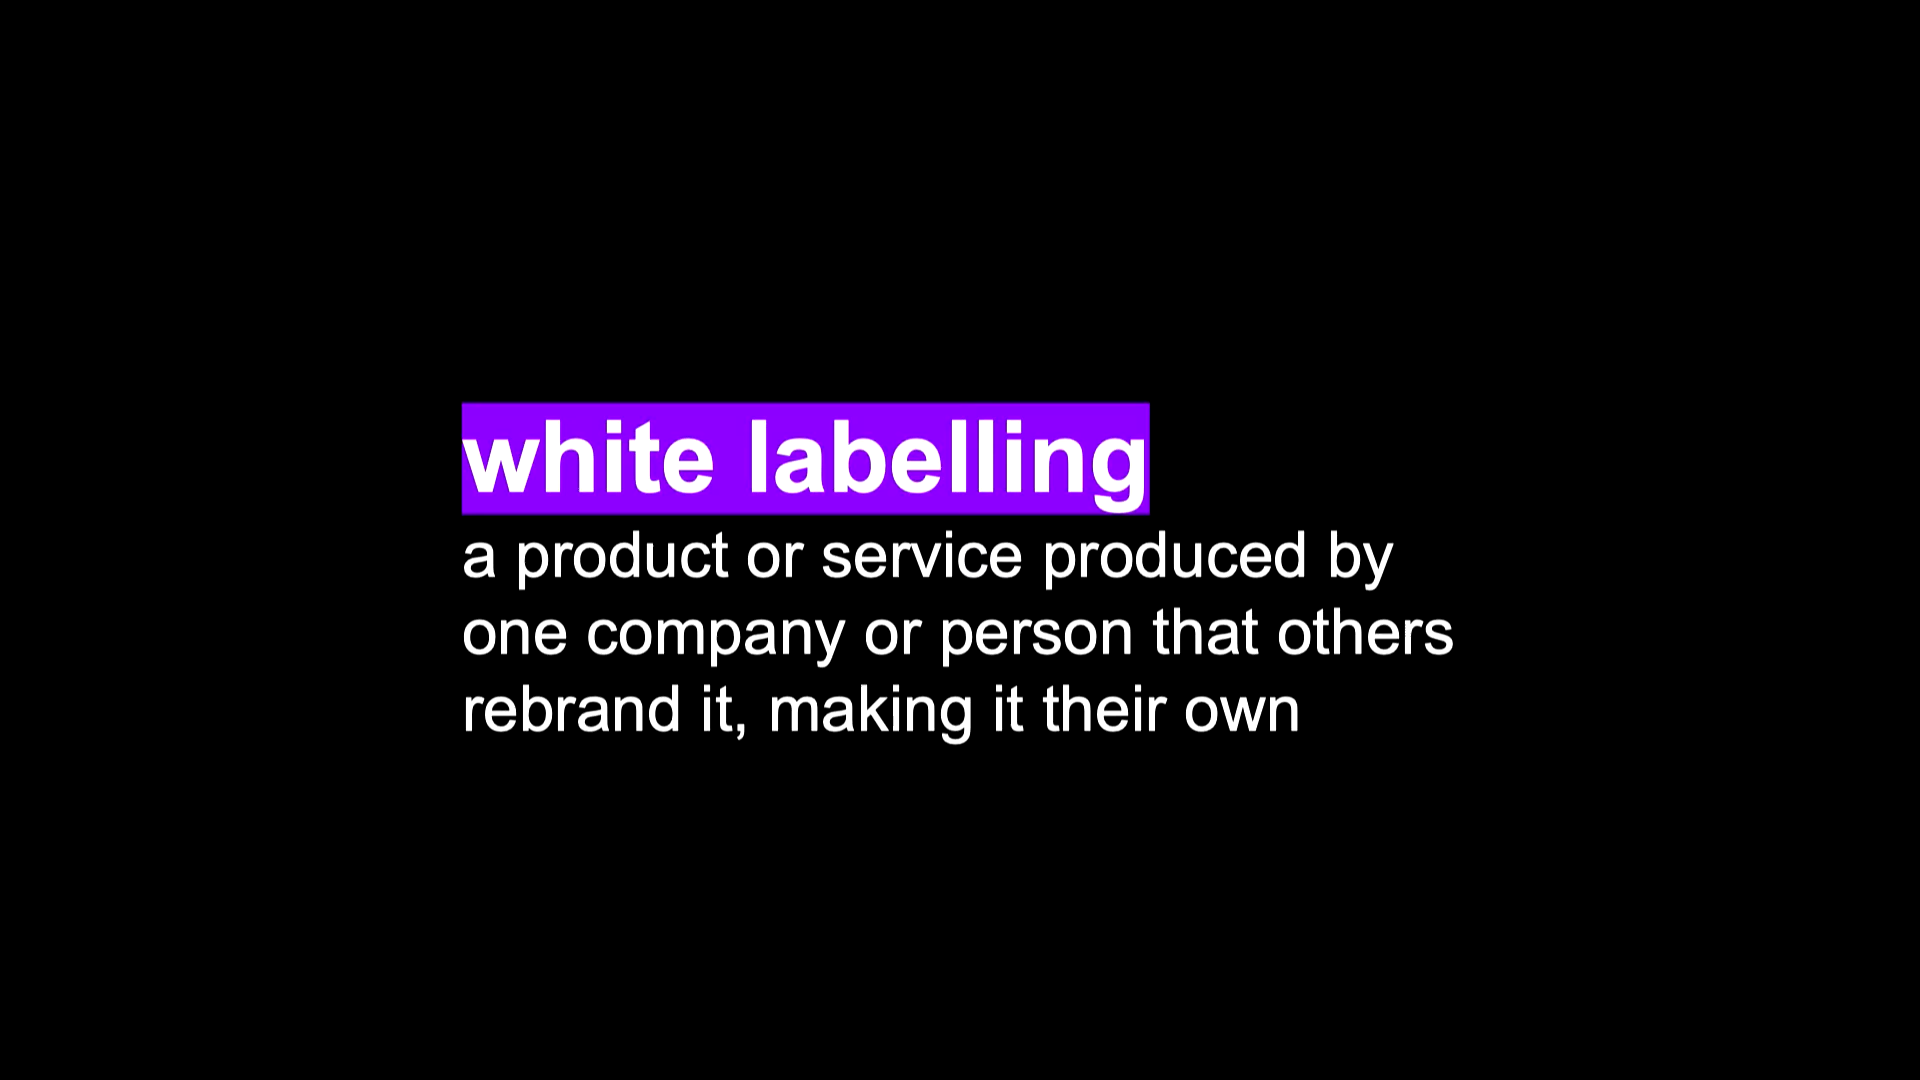 white labelling
a product or service produced by
one company or person that others
rebrand it, making it their own